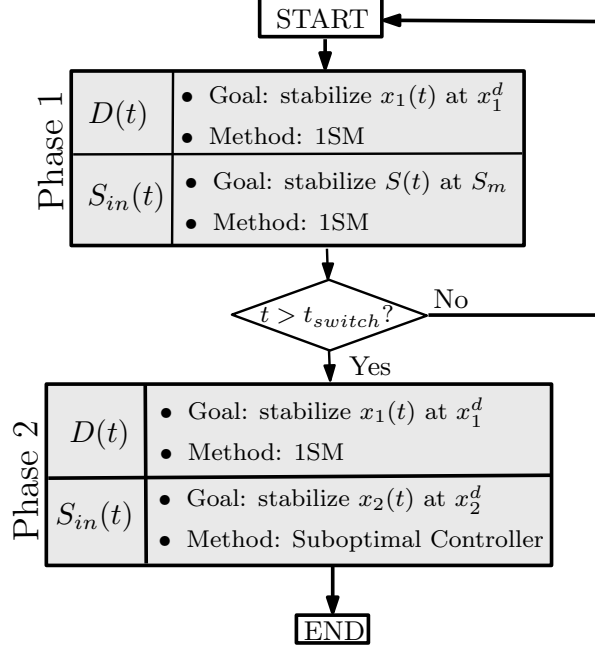 START
Phase 1
D(t)
• Goal: stabilize x₁(t) at x₁ᵈ
• Method: 1SM
Sᵢₙ(t)
• Goal: stabilize S(t) at Sₘ
• Method: 1SM
t > t_switch?
No
Yes
Phase 2
D(t)
• Goal: stabilize x₁(t) at x₁ᵈ
• Method: 1SM
Sᵢₙ(t)
• Goal: stabilize x₂(t) at x₂ᵈ
• Method: Suboptimal Controller
END